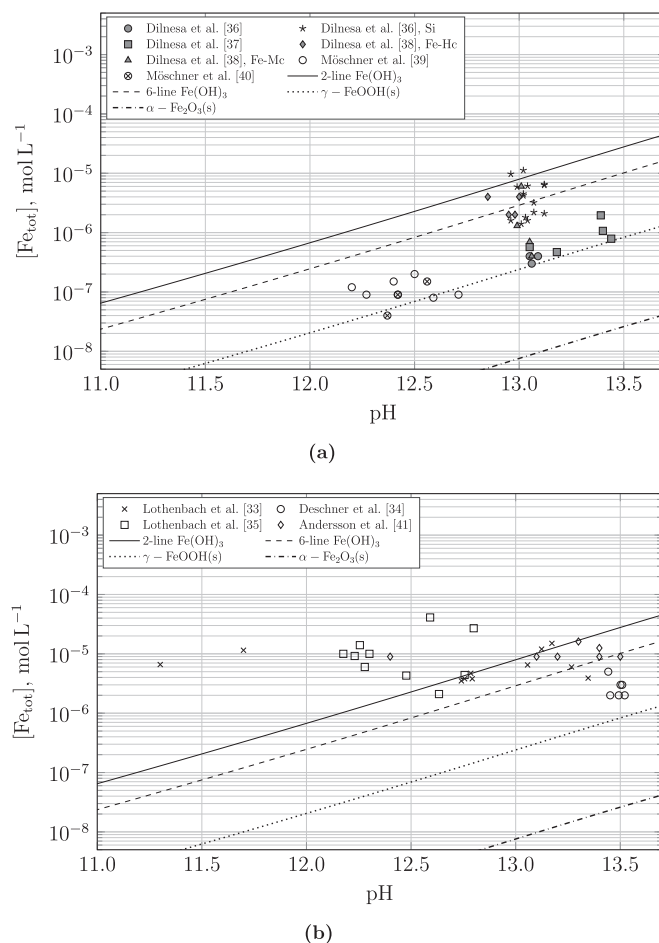 Dilnesa et al. [36]
Dilnesa et al. [36], Si
Dilnesa et al. [37]
Dilnesa et al. [38], Fe-Hc
Dilnesa et al. [38], Fe-Mc
Möschner et al. [39]
Möschner et al. [40]
2-line Fe(OH)₃
6-line Fe(OH)₃
γ − FeOOH(s)
α − Fe₂O₃(s)
10⁻³
10⁻⁴
10⁻⁵
10⁻⁶
10⁻⁷
10⁻⁸
[Fe_tot], mol L⁻¹
11.0 11.5 12.0 12.5 13.0 13.5
pH
(a)
Lothenbach et al. [33]
Deschner et al. [34]
Lothenbach et al. [35]
Andersson et al. [41]
2-line Fe(OH)₃
6-line Fe(OH)₃
γ − FeOOH(s)
α − Fe₂O₃(s)
10⁻³
10⁻⁴
10⁻⁵
10⁻⁶
10⁻⁷
10⁻⁸
[Fe_tot], mol L⁻¹
11.0 11.5 12.0 12.5 13.05 13.5
pH
(b)